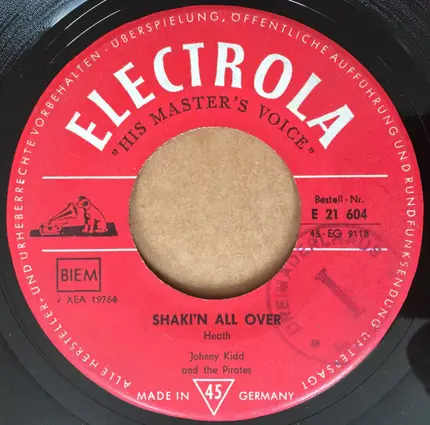 ALLE HERSTELLER- UND URHEBERRECHTE VORBEHALTEN · ÜBERSPIELUNG, ÖFFENTLICHE AUFFÜHRUNG UND RUNDFUNKSENDUNG UNTERSAGT
ELECTROLA
"HIS MASTER'S VOICE"
Bestell-Nr.
E 21 604
45-EG 9118
BIEM
7 XEA 19764
SHAKI'N ALL OVER
Heath
Johnny Kidd
and the Pirates
MADE IN 45 GERMANY